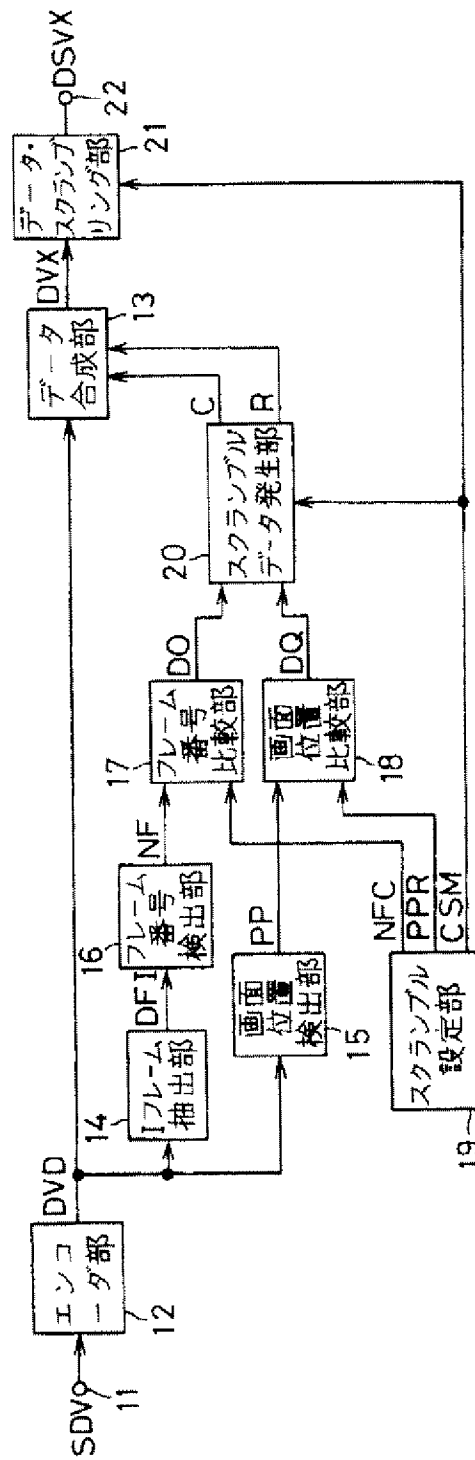 SDV
11
エンコ
ーダ部
12
DVD
Iフレーム
抽出部
14
DFI
フレーム
番号
検出部
16
NF
フレーム
番号
比較部
17
DO
画面
位置
検出部
15
PP
画面
位置
比較部
18
DQ
スクランブル
設定部
19
NFC
PPR
CSM
スクランブル
データ発生部
20
C
R
データ
合成部
13
DVX
データ・
スクランブ
リング部
21
DSVX
22